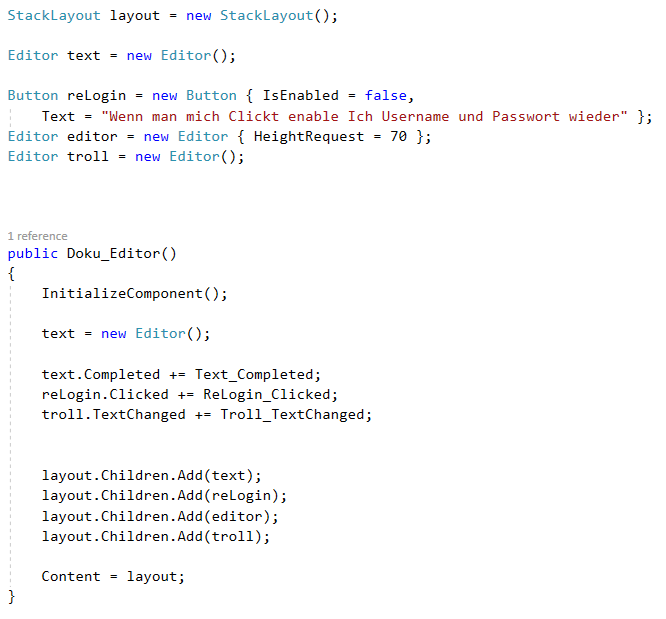 StackLayout layout = new StackLayout();
Editor text = new Editor();
Button reLogin = new Button { IsEnabled = false,
Text = "Wenn man mich Clickt enable Ich Username und Passwort wieder" };
Editor editor = new Editor { HeightRequest = 70 };
Editor troll = new Editor();
1 reference
public Doku_Editor()
{
InitializeComponent();
text = new Editor();
text.Completed += Text_Completed;
reLogin.Clicked += ReLogin_Clicked;
troll.TextChanged += Troll_TextChanged;
layout.Children.Add(text);
layout.Children.Add(reLogin);
layout.Children.Add(editor);
layout.Children.Add(troll);
Content = layout;
}